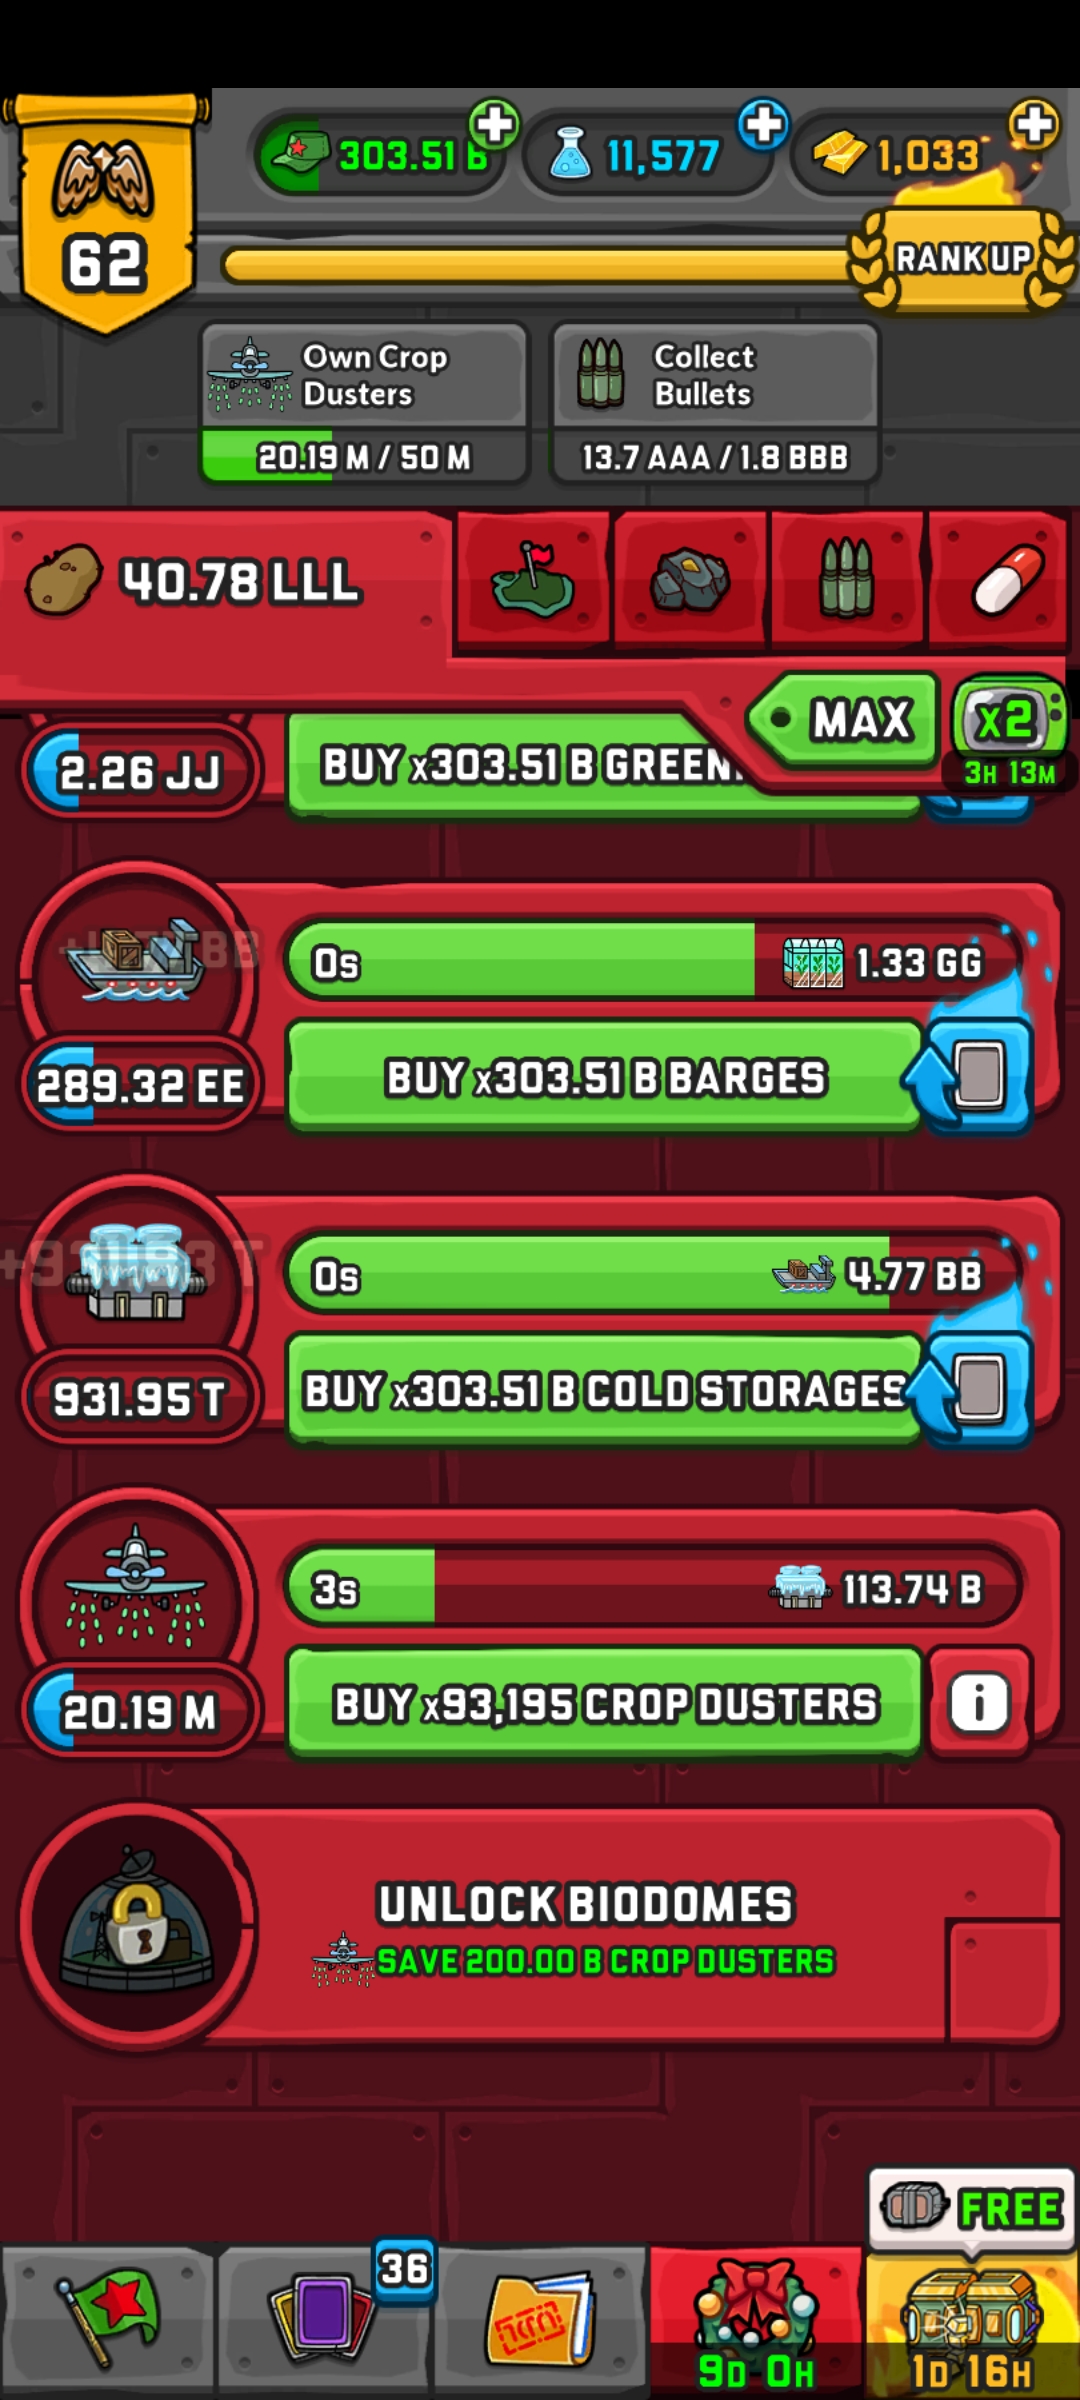 303.51 B
11,577
1,033
62
RANK UP
Own Crop
Dusters
20.19 M / 50 M
Collect
Bullets
13.7 AAA / 1.8 BBB
40.78 LLL
MAX
x2
3H 13M
2.26 JJ
BUY x303.51 B GREEN
0s
1.33 GG
289.32 EE
BUY x303.51 B BARGES
0s
4.77 BB
931.95 T
BUY x303.51 B COLD STORAGES
3s
113.74 B
20.19 M
BUY x93,195 CROP DUSTERS
i
UNLOCK BIODOMES
SAVE 200.00 B CROP DUSTERS
FREE
36
9D 0H
1D 16H